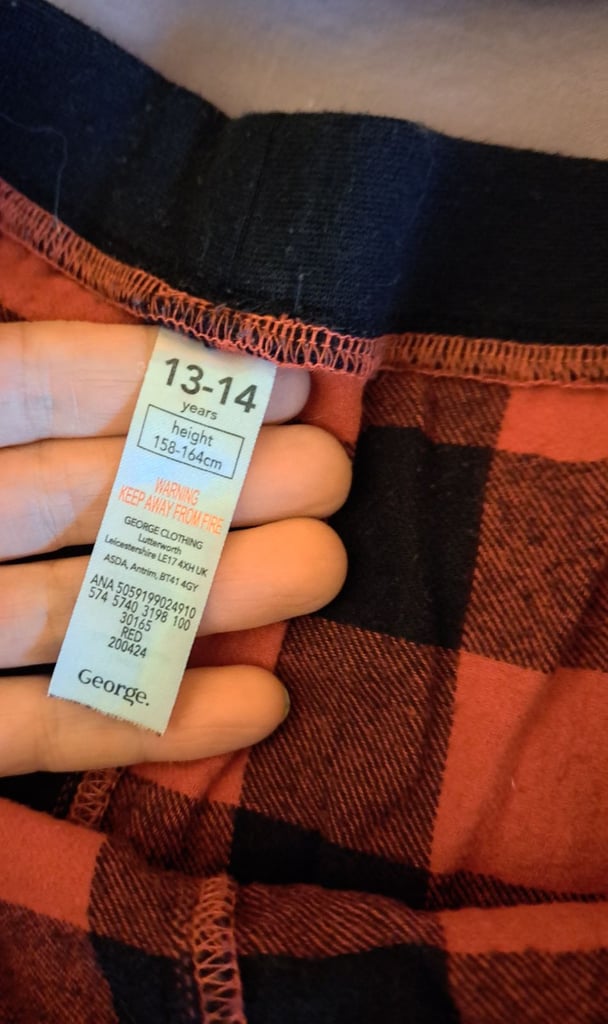 13-14
years
height
158-164cm
WARNING
KEEP AWAY FROM FIRE
GEORGE CLOTHING
Lutterworth
Leicestershire LE17 4XH UK
ASDA, Antrim, BT41 4GY
ANA 5059199024910
574 5740 3198 100
30165
RED
200424
George.